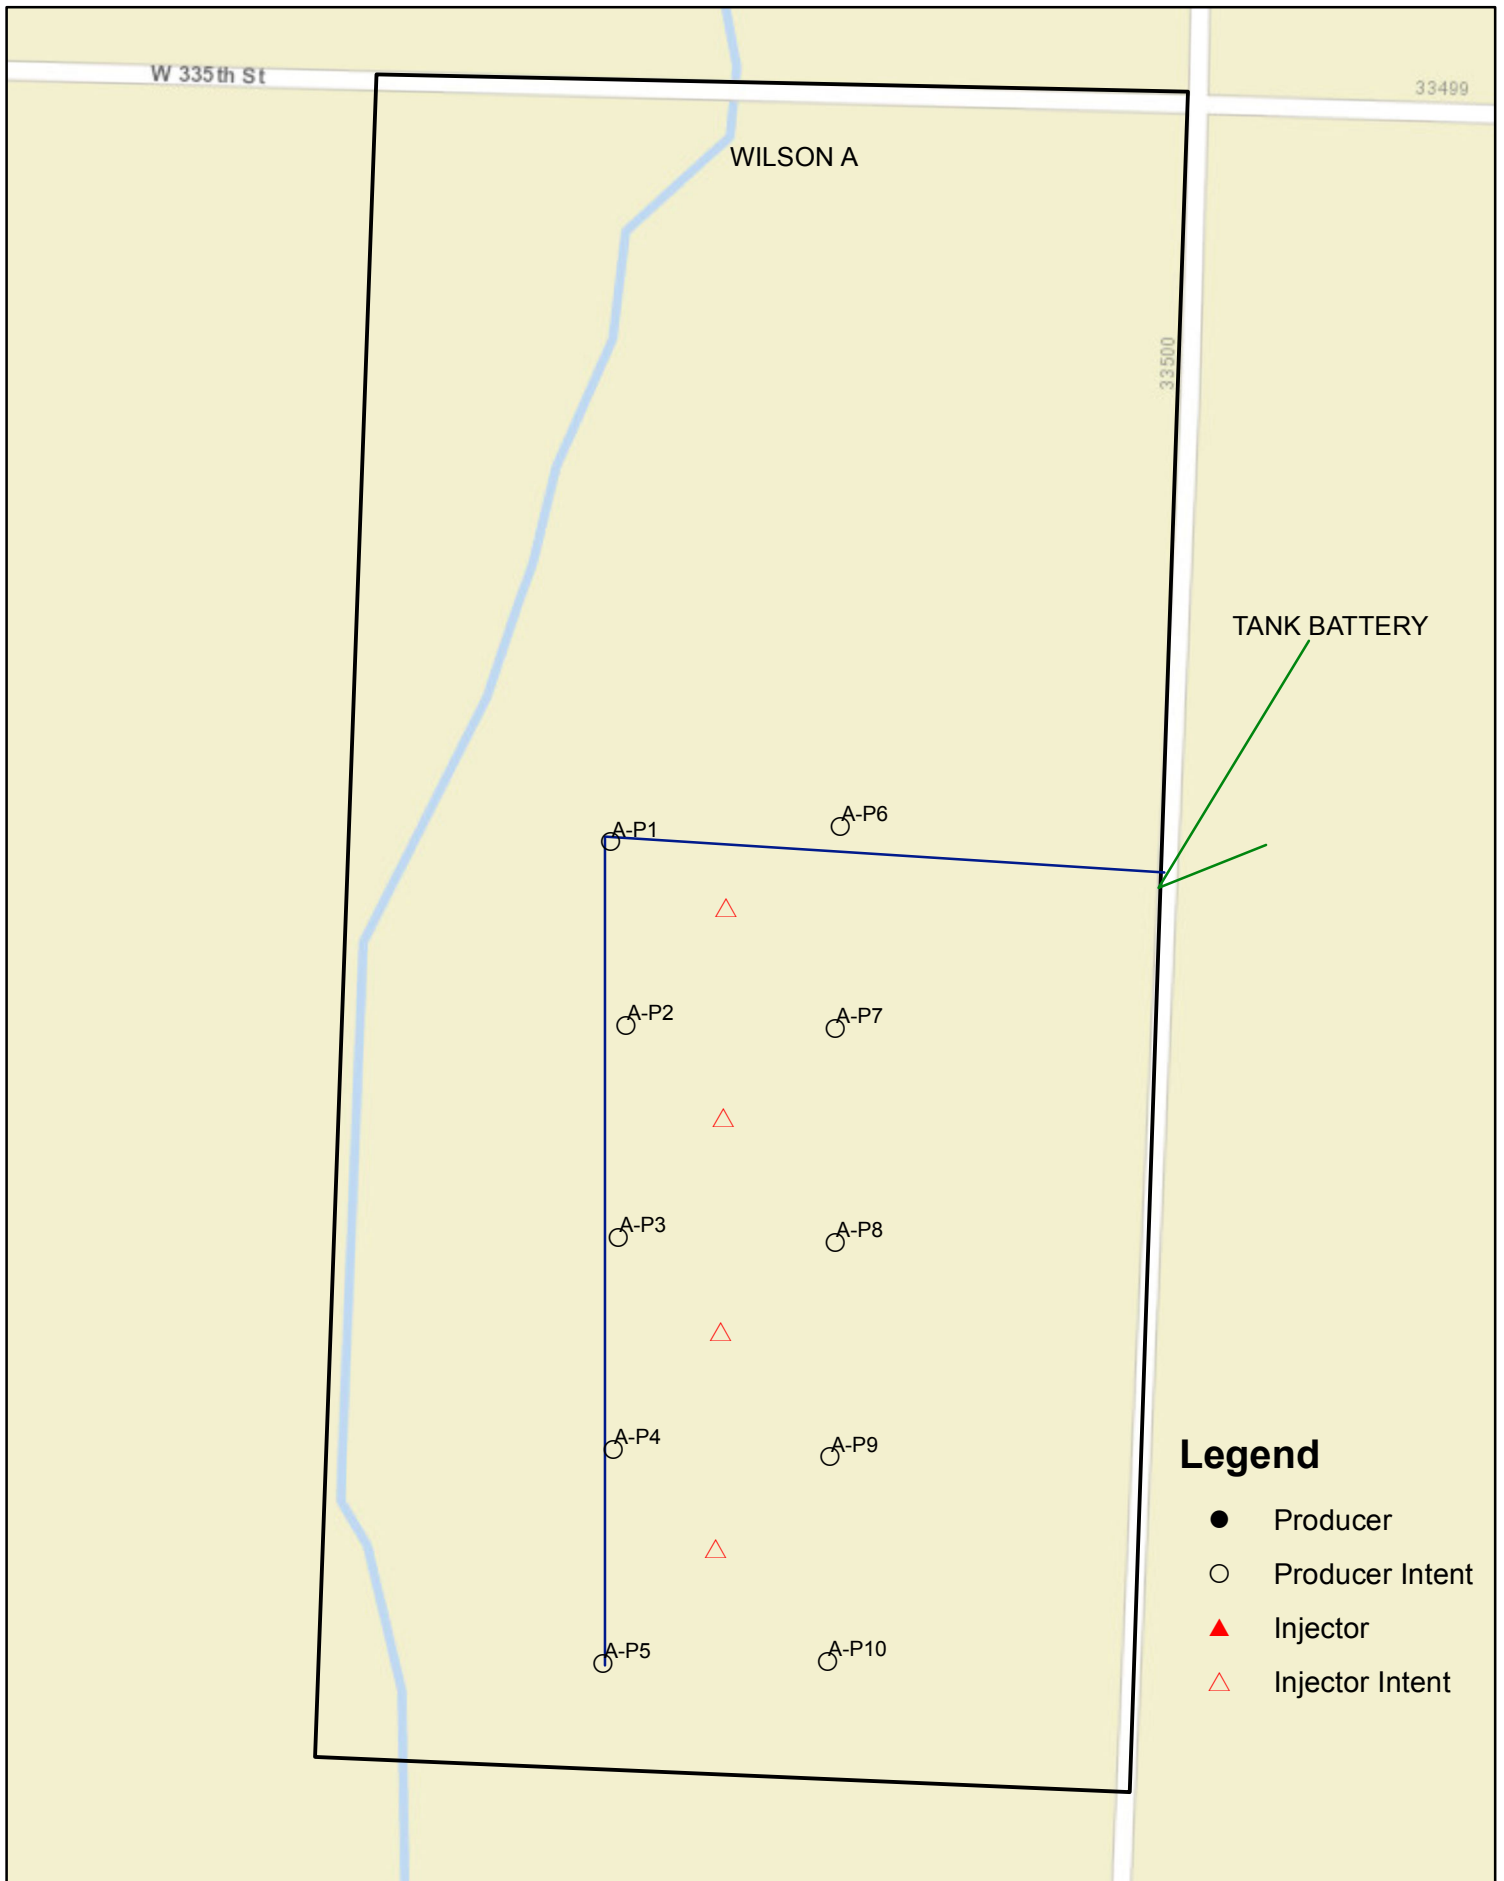 W 335th St
33499
WILSON A
33500
TANK BATTERY
A-P6
A-P1
A-P2
A-P7
A-P3
A-P8
A-P4
A-P9
A-P5
A-P10
Legend
Producer
Producer Intent
Injector
Injector Intent